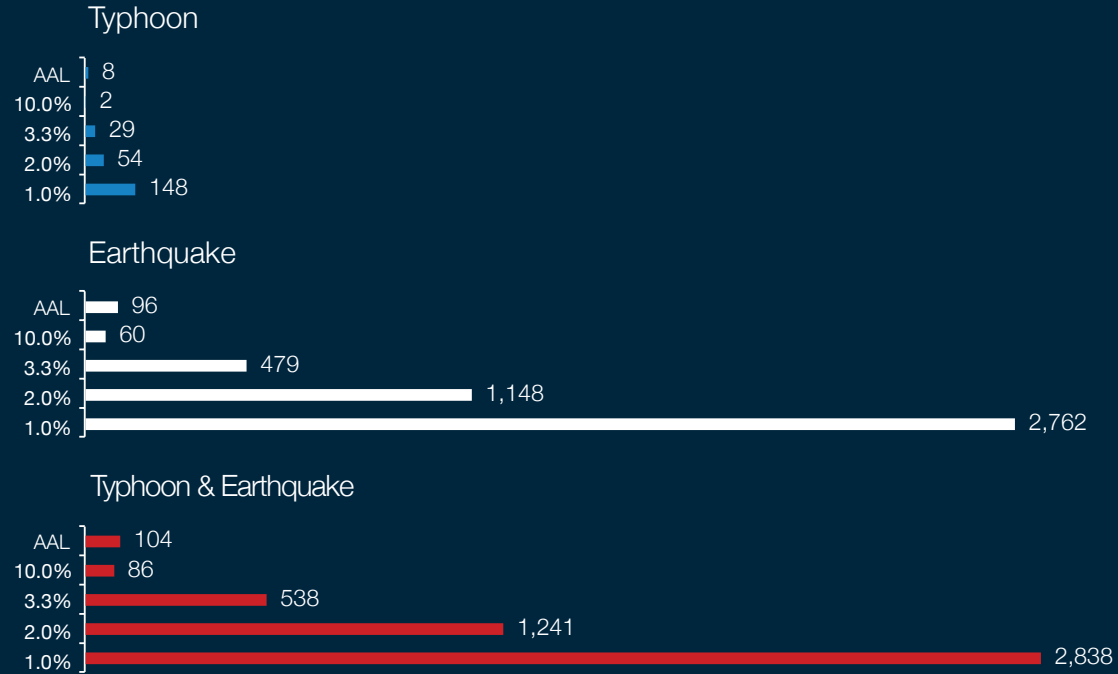 Typhoon
AAL 8
10.0% 2
3.3% 29
2.0% 54
1.0% 148
Earthquake
AAL 96
10.0% 60
3.3% 479
2.0% 1,148
1.0% 2,762
Typhoon & Earthquake
AAL 104
10.0% 86
3.3% 538
2.0% 1,241
1.0% 2,838